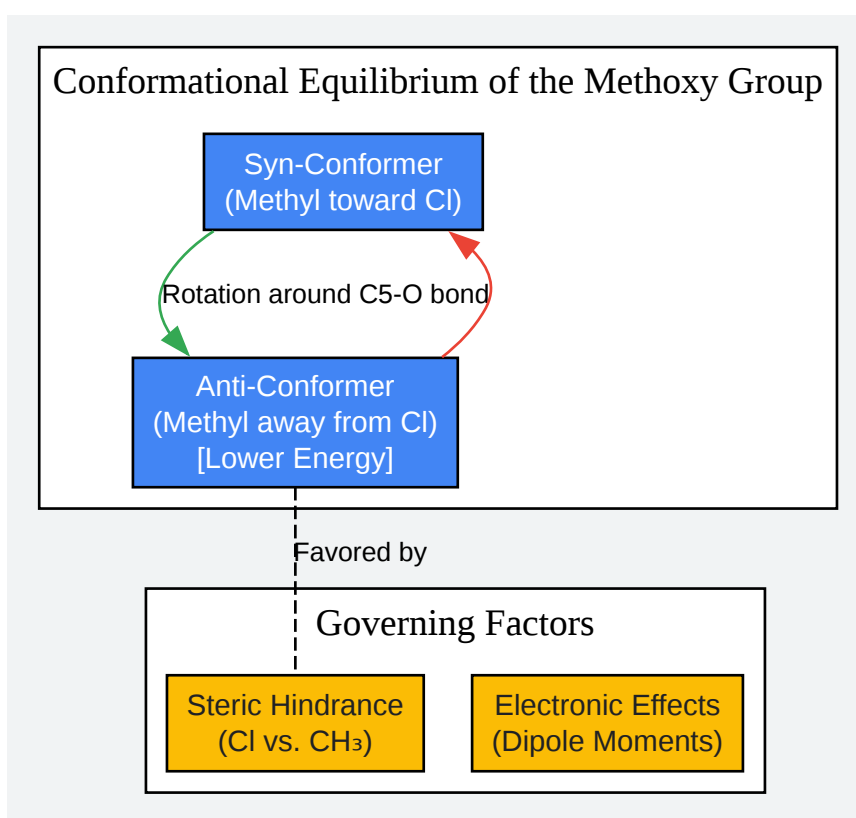 Conformational Equilibrium of the Methoxy Group
Syn-Conformer
(Methyl toward Cl)
Rotation around C5-O bond
Anti-Conformer
(Methyl away from Cl)
[Lower Energy]
Favored by
Governing Factors
Steric Hindrance
(Cl vs. CH₃)
Electronic Effects
(Dipole Moments)